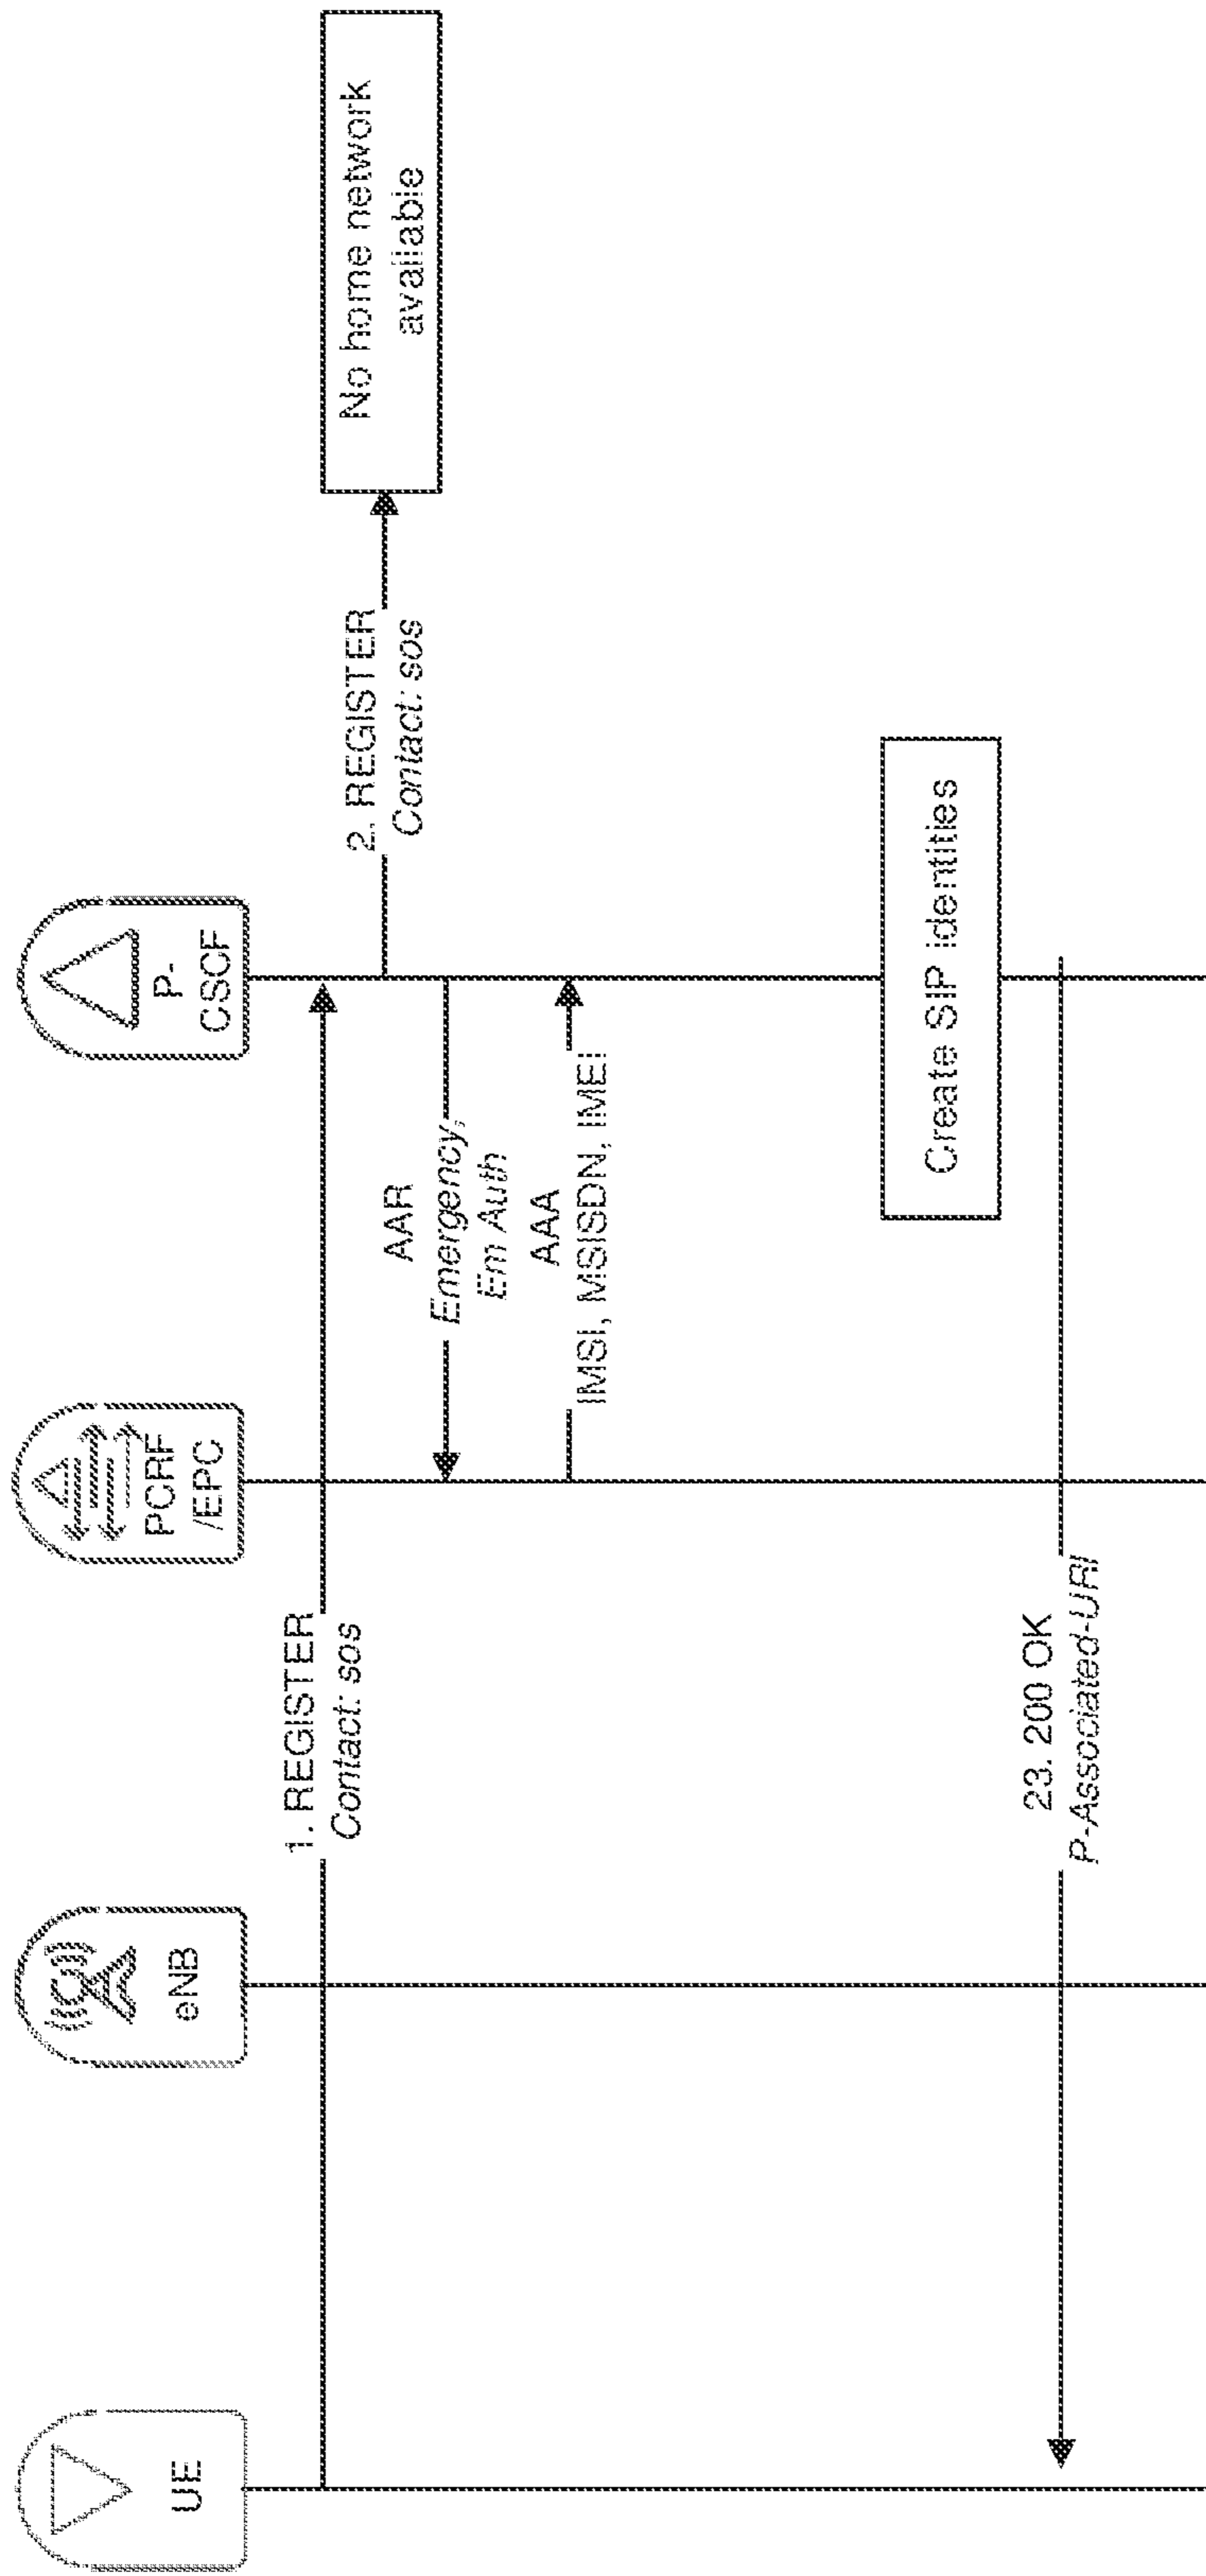 UE
eNB
PCRF
/EPC
P-
CSCF
1. REGISTER
Contact: sos
2. REGISTER
Contact: sos
No home network
available
AAR
Emergency,
Em Auth
AAA
IMSI, MSISDN, IMEI
Create SIP identities
23. 200 OK
P-Associated-URI